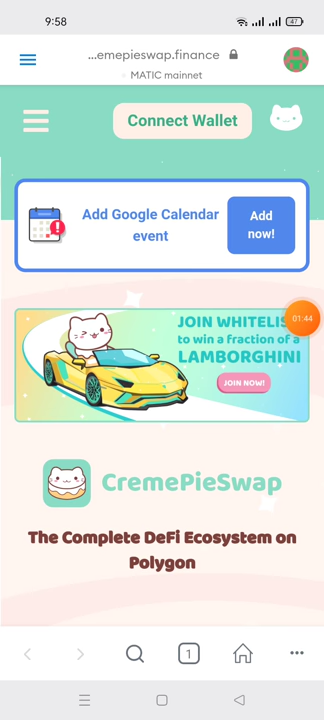 9:58
47
...emepieswap.finance
MATIC mainnet
Connect Wallet
Add Google Calendar
event
Add
now!
JOIN WHITELIS
to win a fraction of a
LAMBORGHINI
JOIN NOW!
01:44
CremePieSwap
The Complete DeFi Ecosystem on
Polygon
1